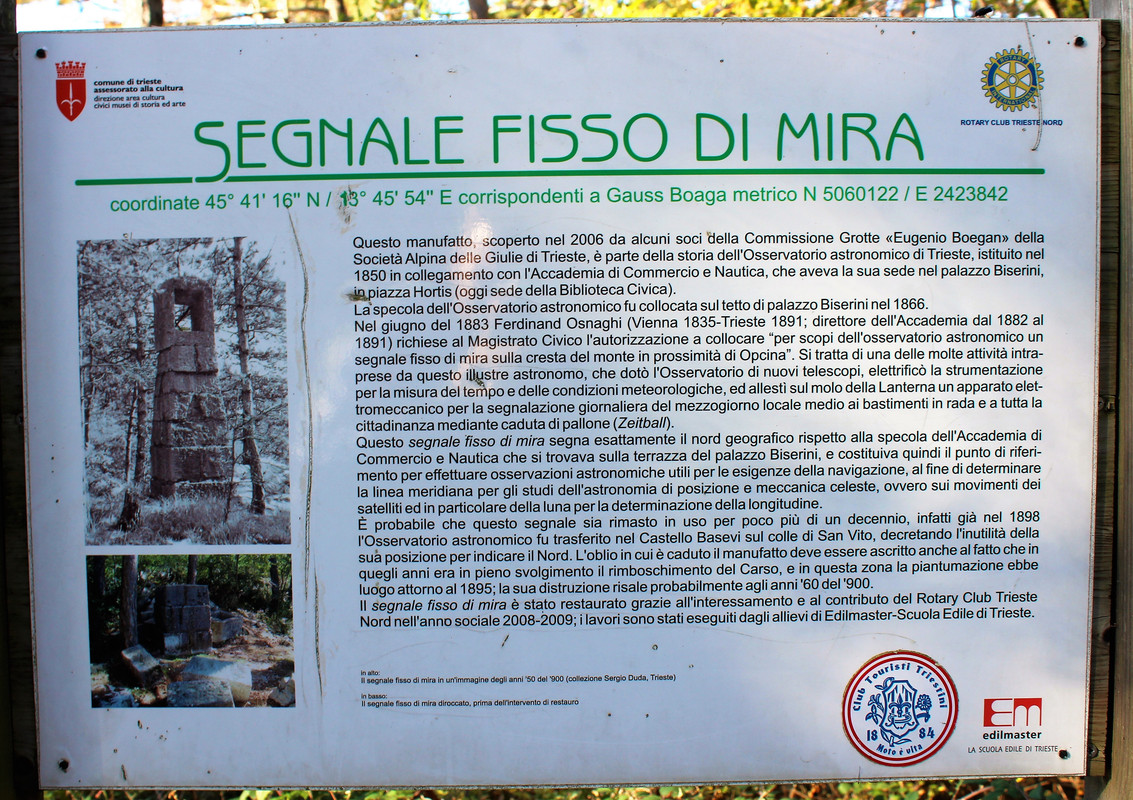 comune di trieste
assessorato alla cultura
direzione area cultura
civici musei di storia ed arte
ROTARY
INTERNATIONAL
ROTARY CLUB TRIESTE NORD
SEGNALE FISSO DI MIRA
coordinate 45° 41' 16'' N / 13° 45' 54'' E corrispondenti a Gauss Boaga metrico N 5060122 / E 2423842
Questo manufatto, scoperto nel 2006 da alcuni soci della Commissione Grotte «Eugenio Boegan» della
Società Alpina delle Giulie di Trieste, è parte della storia dell'Osservatorio astronomico di Trieste, istituito nel
1850 in collegamento con l'Accademia di Commercio e Nautica, che aveva la sua sede nel palazzo Biserini,
in piazza Hortis (oggi sede della Biblioteca Civica).
La specola dell'Osservatorio astronomico fu collocata sul tetto di palazzo Biserini nel 1866.
Nel giugno del 1883 Ferdinand Osnaghi (Vienna 1835-Trieste 1891; direttore dell'Accademia dal 1882 al
1891) richiese al Magistrato Civico l'autorizzazione a collocare “per scopi dell'osservatorio astronomico un
segnale fisso di mira sulla cresta del monte in prossimità di Opcina”. Si tratta di una delle molte attività intra-
prese da questo illustre astronomo, che dotò l'Osservatorio di nuovi telescopi, elettrificò la strumentazione
per la misura del tempo e delle condizioni meteorologiche, ed allestì sul molo della Lanterna un apparato elet-
tromeccanico per la segnalazione giornaliera del mezzogiorno locale medio ai bastimenti in rada e a tutta la
cittadinanza mediante caduta di pallone (Zeitball).
Questo segnale fisso di mira segna esattamente il nord geografico rispetto alla specola dell'Accademia di
Commercio e Nautica che si trovava sulla terrazza del palazzo Biserini, e costituiva quindi il punto di riferi-
mento per effettuare osservazioni astronomiche utili per le esigenze della navigazione, al fine di determinare
la linea meridiana per gli studi dell'astronomia di posizione e meccanica celeste, ovvero sui movimenti dei
satelliti ed in particolare della luna per la determinazione della longitudine.
È probabile che questo segnale sia rimasto in uso per poco più di un decennio, infatti già nel 1898
l'Osservatorio astronomico fu trasferito nel Castello Basevi sul colle di San Vito, decretando l'inutilità della
sua posizione per indicare il Nord. L'oblio in cui è caduto il manufatto deve essere ascritto anche al fatto che in
quegli anni era in pieno svolgimento il rimboschimento del Carso, e in questa zona la piantumazione ebbe
luogo attorno al 1895; la sua distruzione risale probabilmente agli anni '60 del '900.
Il segnale fisso di mira è stato restaurato grazie all'interessamento e al contributo del Rotary Club Trieste
Nord nell'anno sociale 2008-2009; i lavori sono stati eseguiti dagli allievi di Edilmaster-Scuola Edile di Trieste.
in alto:
Il segnale fisso di mira in un'immagine degli anni '50 del '900 (collezione Sergio Duda, Trieste)
in basso:
Il segnale fisso di mira diroccato, prima dell'intervento di restauro
Club Touristi Triestini
18 84
Moto è vita
Em
edilmaster
LA SCUOLA EDILE DI TRIESTE